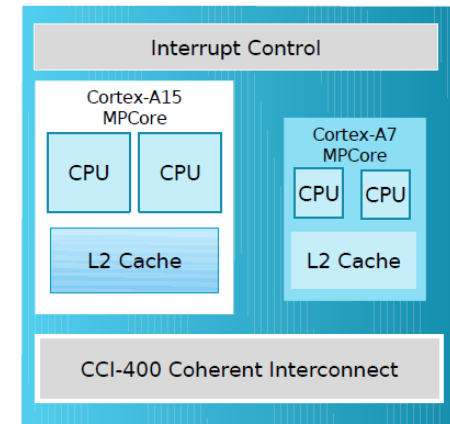 Interrupt Control
Cortex-A15
MPCore
CPU
CPU
L2 Cache
Cortex-A7
MPCore
CPU
CPU
L2 Cache
CCI-400 Coherent Interconnect